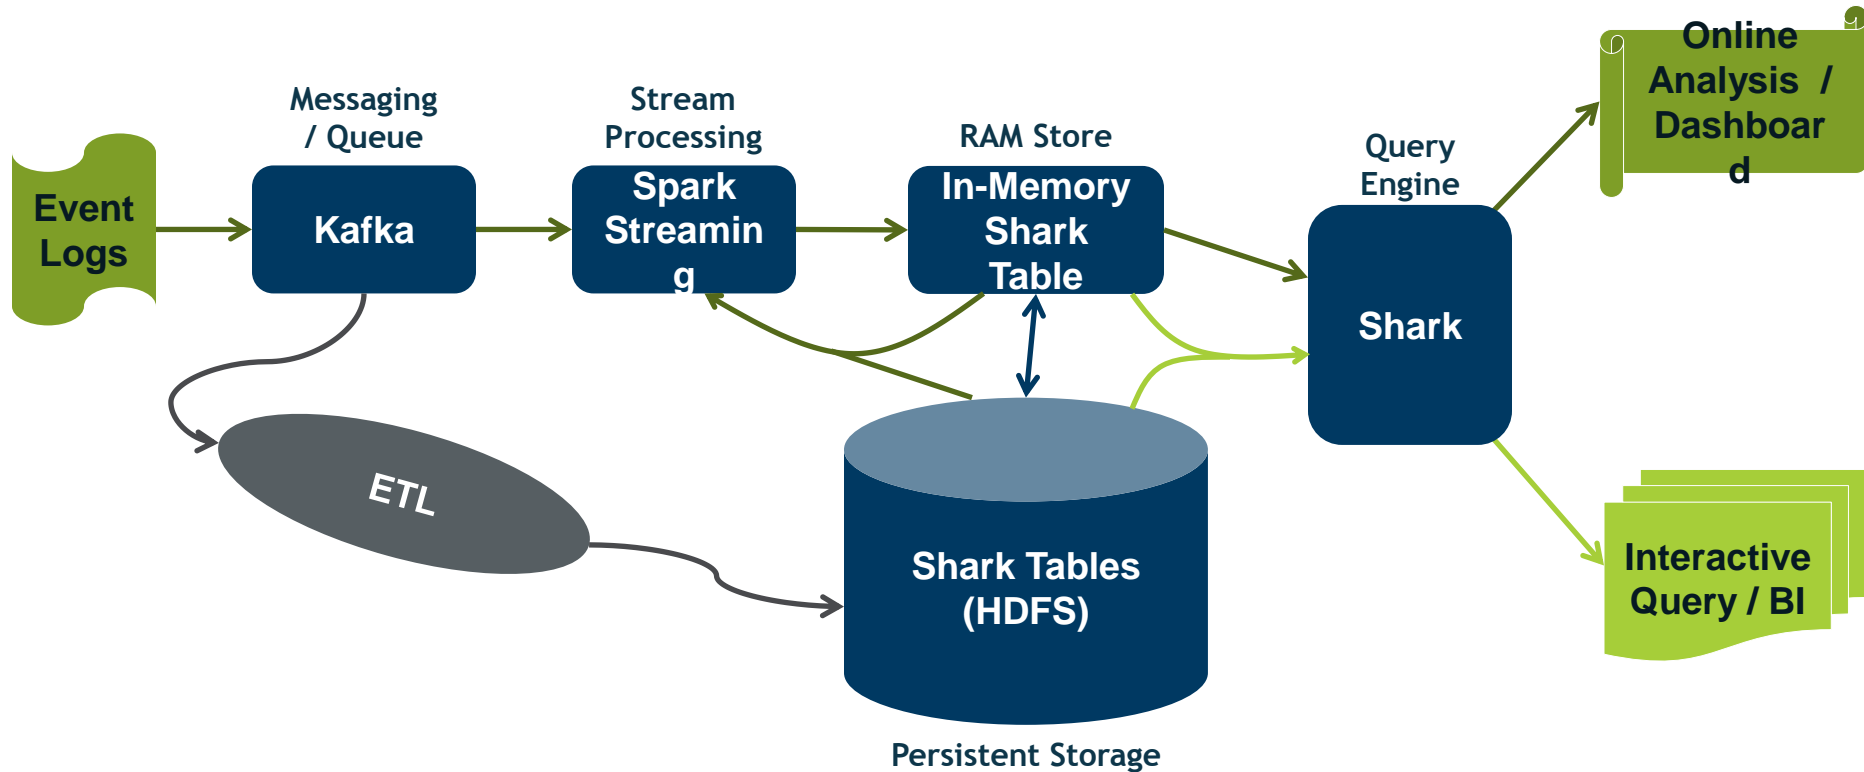 Event
Logs
Messaging
/ Queue
Kafka
Stream
Processing
Spark
Streamin
g
RAM Store
In-Memory
Shark
Table
Query
Engine
Shark
Online
Analysis /
Dashboar
d
ETL
Shark Tables
(HDFS)
Persistent Storage
Interactive
Query / BI